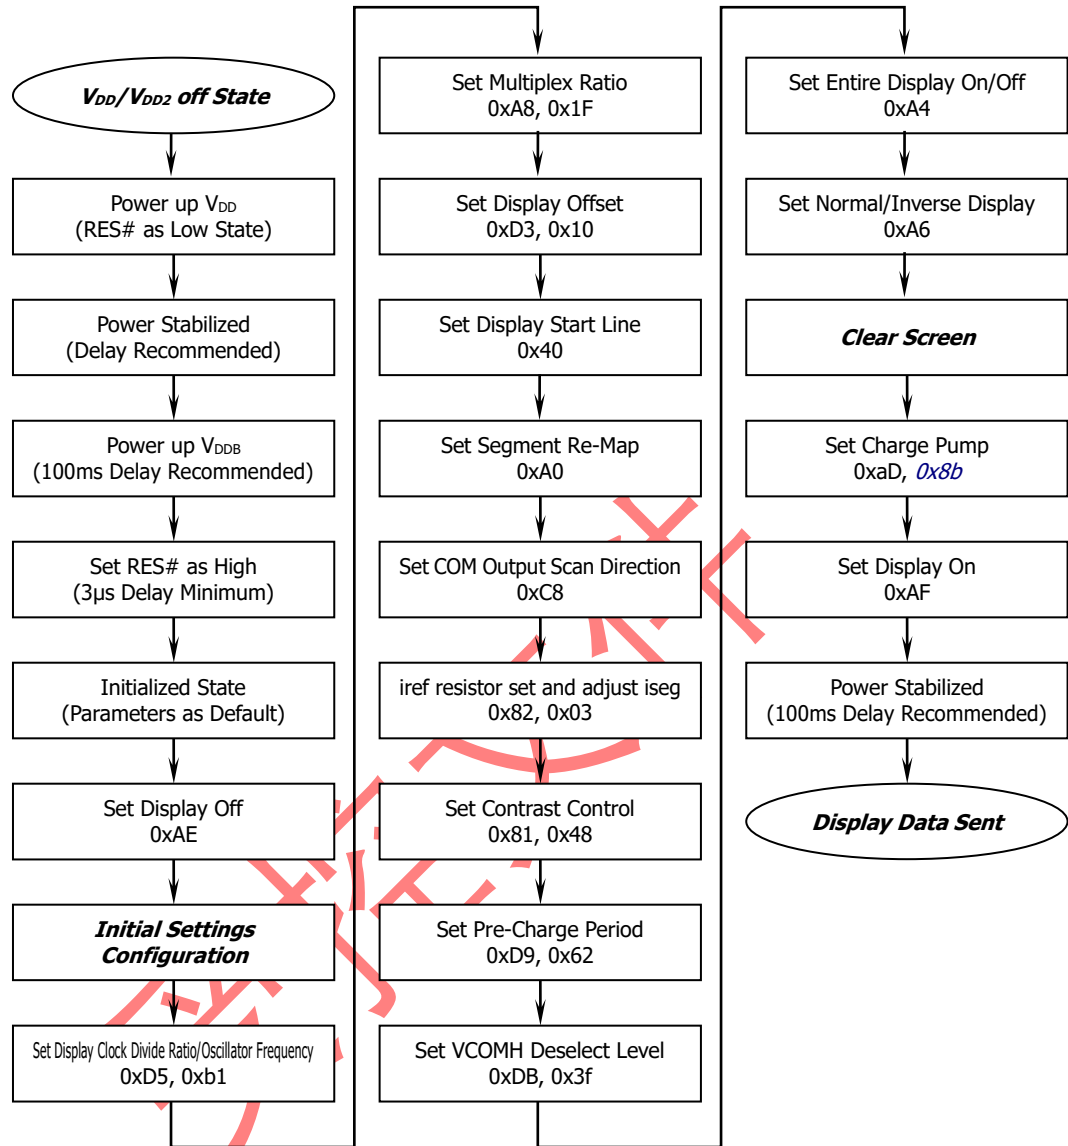 VDD/VDD2 off State
Power up VDD
(RES# as Low State)
Power Stabilized
(Delay Recommended)
Power up VDDB
(100ms Delay Recommended)
Set RES# as High
(3μs Delay Minimum)
Initialized State
(Parameters as Default)
Set Display Off
0xAE
Initial Settings
Configuration
Set Display Clock Divide Ratio/Oscillator Frequency
0xD5, 0xb1
Set Multiplex Ratio
0xA8, 0x1F
Set Display Offset
0xD3, 0x10
Set Display Start Line
0x40
Set Segment Re-Map
0xA0
Set COM Output Scan Direction
0xC8
iref resistor set and adjust iseg
0x82, 0x03
Set Contrast Control
0x81, 0x48
Set Pre-Charge Period
0xD9, 0x62
Set VCOMH Deselect Level
0xDB, 0x3f
Set Entire Display On/Off
0xA4
Set Normal/Inverse Display
0xA6
Clear Screen
Set Charge Pump
0xaD, 0x8b
Set Display On
0xAF
Power Stabilized
(100ms Delay Recommended)
Display Data Sent